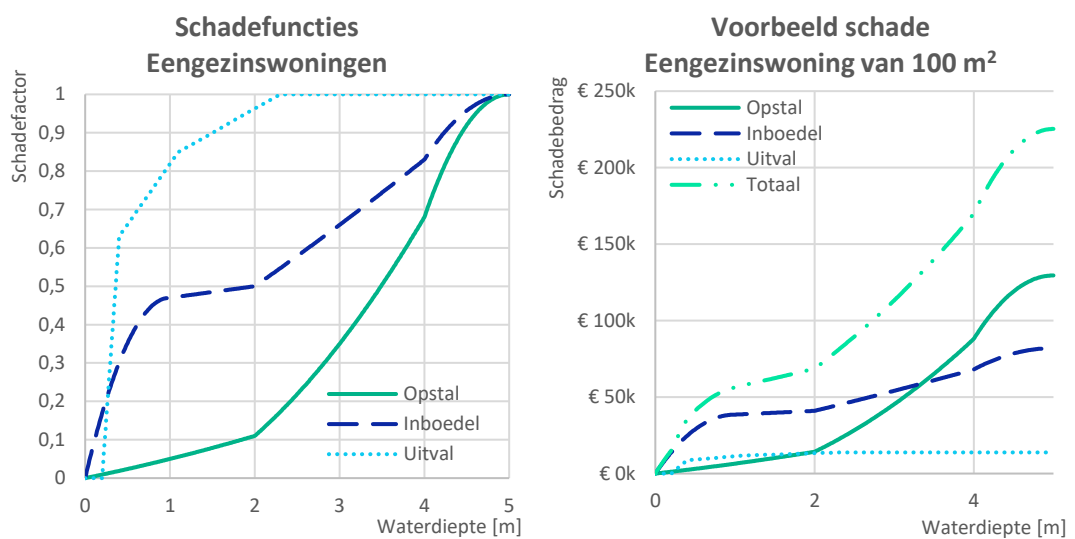 Schadefuncties
Eengezinswoningen
Schadefactor
1
0,9
0,8
0,7
0,6
0,5
0,4
0,3
0,2
0,1
0
Opstal
Inboedel
Uitval
0
1
2
3
4
5
Waterdiepte [m]
Voorbeeld schade
Eengezinswoning van 100 m²
Schadebedrag
€ 250k
€ 200k
€ 150k
€ 100k
€ 50k
€ 0k
Opstal
Inboedel
Uitval
Totaal
0
2
4
Waterdiepte [m]